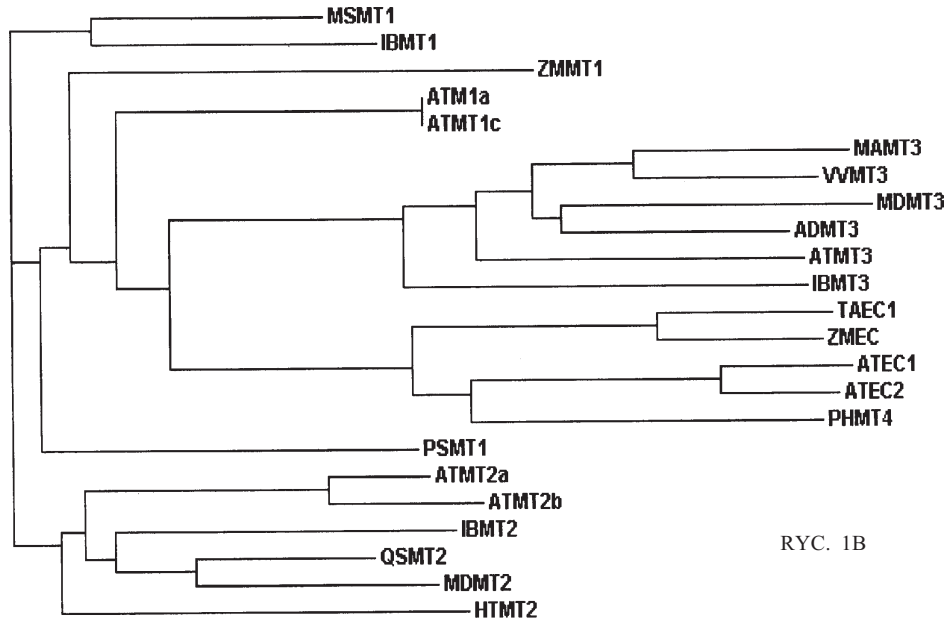 MSMT1
IBMT1
ZMMT1
ATM1a
ATMT1c
MAMT3
VVMT3
MDMT3
ADMT3
ATMT3
IBMT3
TAEC1
ZMEC
ATEC1
ATEC2
PHMT4
PSMT1
ATMT2a
ATMT2b
IBMT2
QSMT2
MDMT2
HTMT2
RYC. 1B